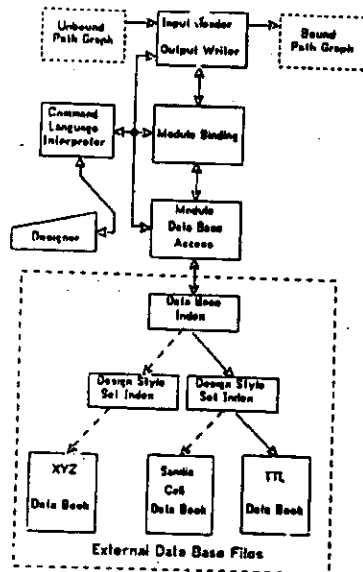 Unbound
Path Graph
Input Reader
Output Writer
Bound
Path Graph
Command
Language
Interpreter
Module Binding
Designer
Module
Data Base
Access
Data Base
Index
Design Style
Set Index
Design Style
Set Index
XYZ
Data Book
Sandia
Cell
Data Book
TTL
Data Book
External Data Base Files